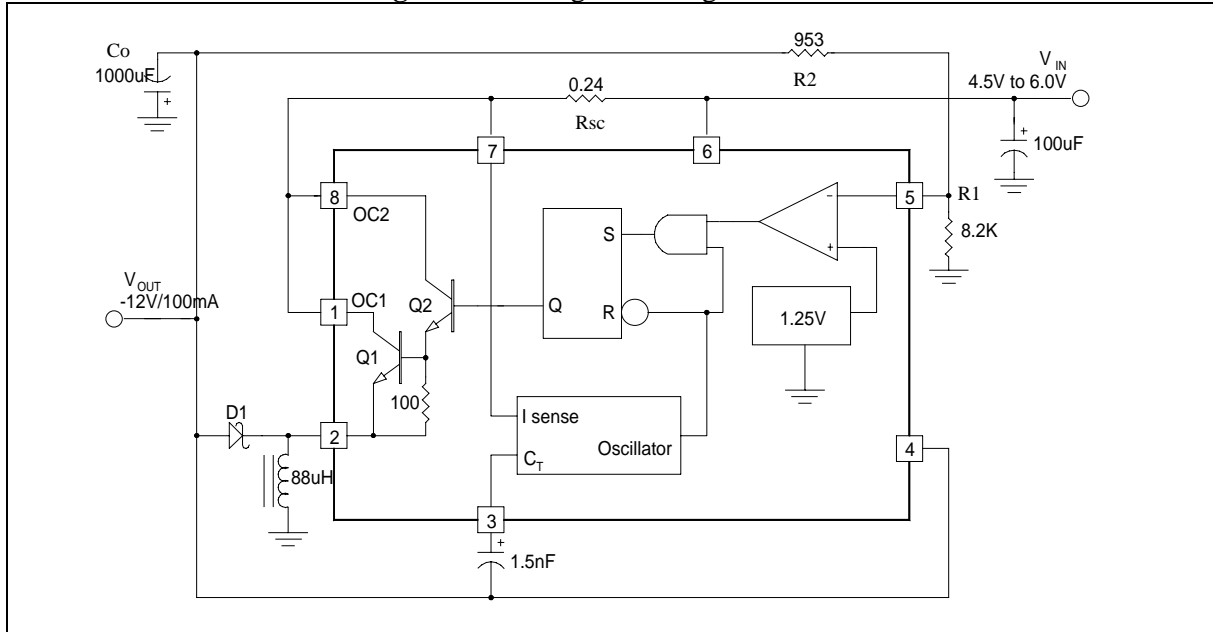 953
Co
1000uF
+
R2
V IN
4.5V to 6.0V
0.24
Rsc
+
100uF
7
6
8
OC2
5
R1
8.2K
S
−
+
V OUT
-12V/100mA
1
OC1
Q2
Q
R
1.25V
Q1
100
D1
2
I sense
Oscillator
C T
4
88uH
3
+
1.5nF